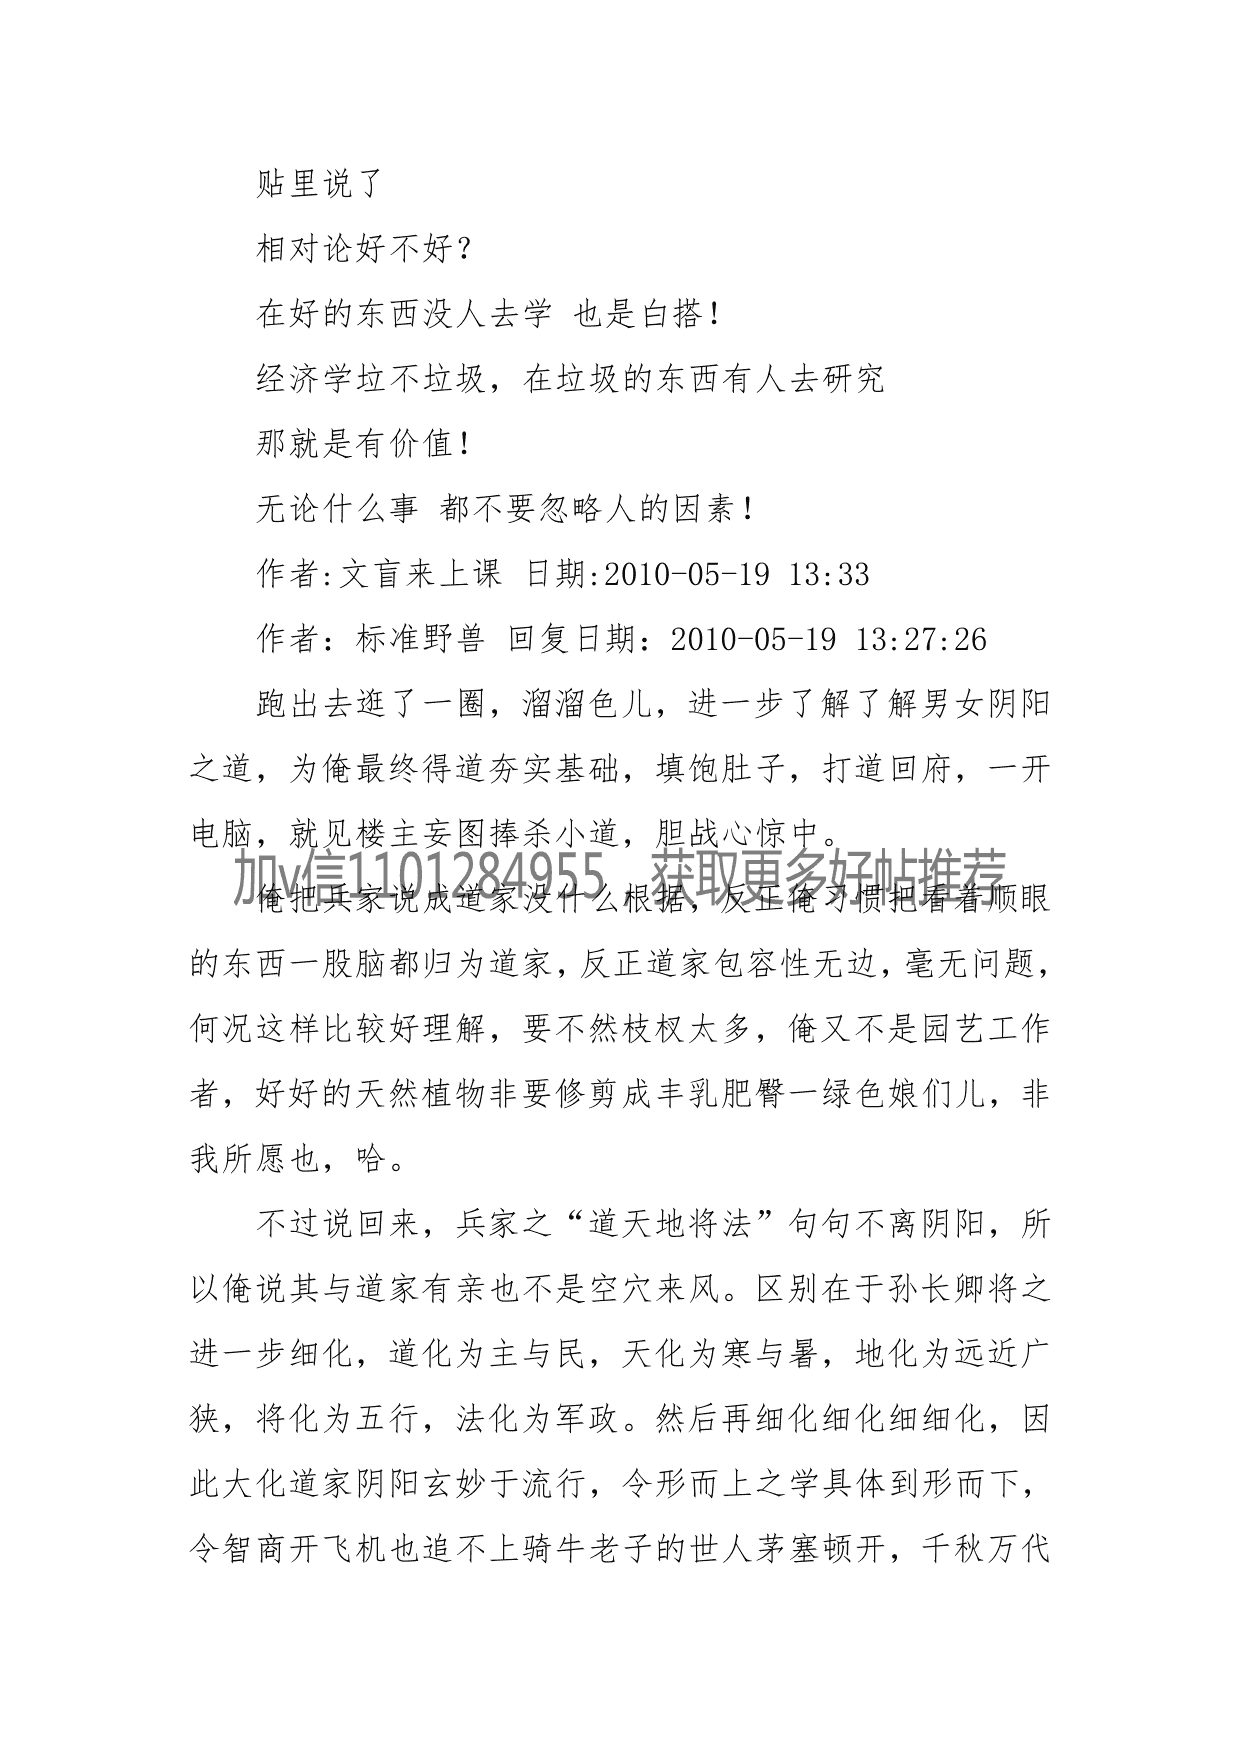 贴里说了
相对论好不好？
在好的东西没人去学 也是白搭！
经济学垃不垃圾，在垃圾的东西有人去研究
那就是有价值！
无论什么事 都不要忽略人的因素！
作者:文盲来上课 日期:2010-05-19 13:33
作者：标准野兽 回复日期：2010-05-19 13:27:26
跑出去逛了一圈，溜溜色儿，进一步了解了解男女阴阳
之道，为俺最终得道夯实基础，填饱肚子，打道回府，一开
电脑，就见楼主妄图捧杀小道，胆战心惊中。
加v信1101284955，获取更多好帖推荐
俺把兵家说成道家没什么根据，反正俺习惯把看着顺眼
的东西一股脑都归为道家，反正道家包容性无边，毫无问题，
何况这样比较好理解，要不然枝杈太多，俺又不是园艺工作
者，好好的天然植物非要修剪成丰乳肥臀一绿色娘们儿，非
我所愿也，哈。
不过说回来，兵家之“道天地将法”句句不离阴阳，所
以俺说其与道家有亲也不是空穴来风。区别在于孙长卿将之
进一步细化，道化为主与民，天化为寒与暑，地化为远近广
狭，将化为五行，法化为军政。然后再细化细化细细化，因
此大化道家阴阳玄妙于流行，令形而上之学具体到形而下，
令智商开飞机也追不上骑牛老子的世人茅塞顿开，千秋万代